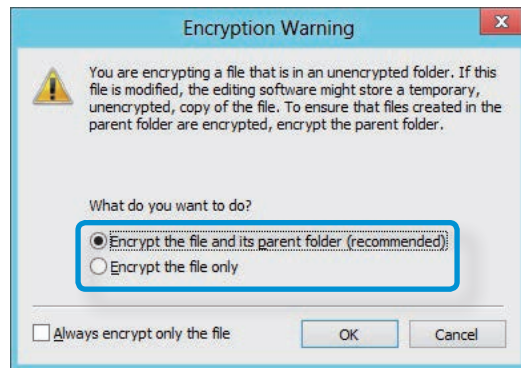 Encryption Warning
x
You are encrypting a file that is in an unencrypted folder. If this
file is modified, the editing software might store a temporary,
unencrypted, copy of the file. To ensure that files created in the
parent folder are encrypted, encrypt the parent folder.
What do you want to do?
Encrypt the file and its parent folder (recommended)
Encrypt the file only
Always encrypt only the file OK Cancel